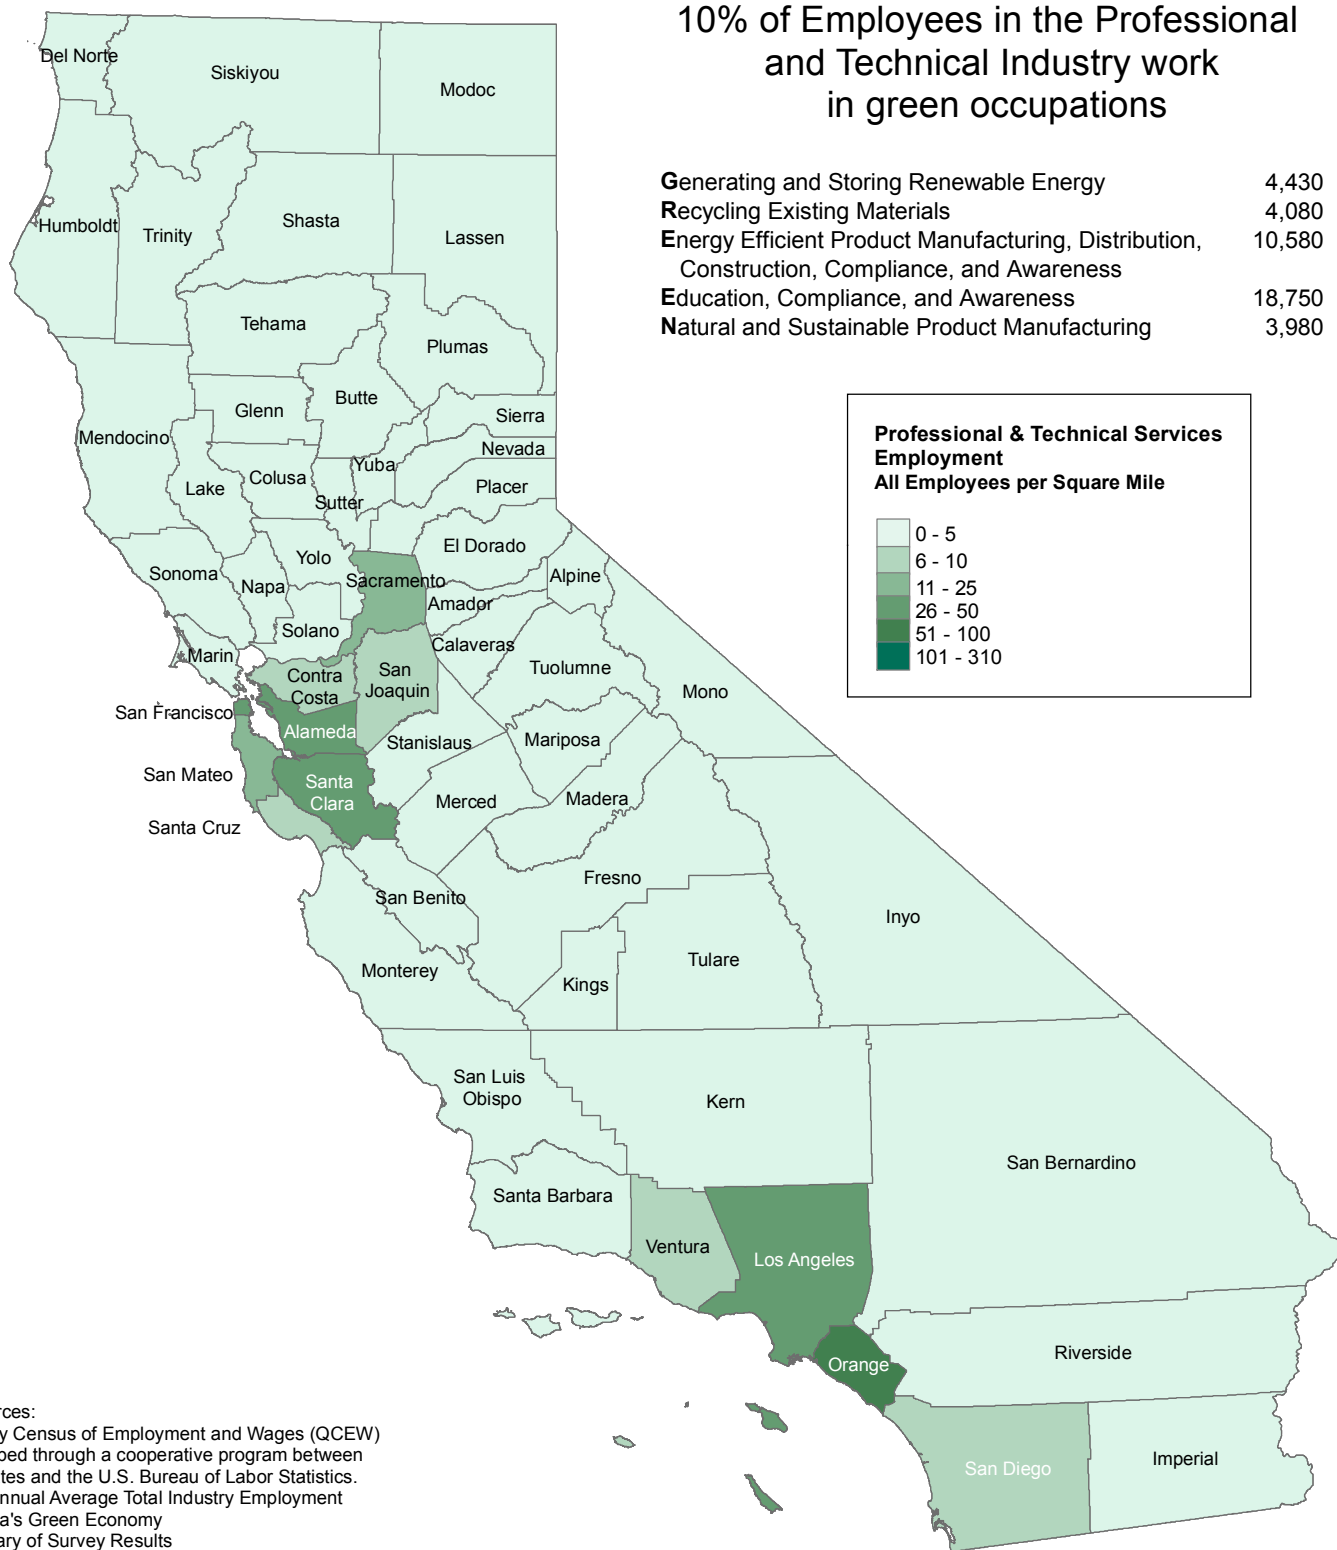 10% of Employees in the Professional
and Technical Industry work
in green occupations
Generating and Storing Renewable Energy 4,430
Recycling Existing Materials 4,080
Energy Efficient Product Manufacturing, Distribution, 10,580
Construction, Compliance, and Awareness
Education, Compliance, and Awareness 18,750
Natural and Sustainable Product Manufacturing 3,980
Professional & Technical Services
Employment
All Employees per Square Mile
0 - 5
6 - 10
11 - 25
26 - 50
51 - 100
101 - 310
Del Norte
Siskiyou
Modoc
Humboldt
Trinity
Shasta
Lassen
Tehama
Plumas
Butte
Glenn
Sierra
Mendocino
Nevada
Yuba
Colusa
Lake
Placer
Sutter
El Dorado
Yolo
Sonoma
Alpine
Sacramento
Napa
Amador
Solano
Calaveras
Marin
Tuolumne
Contra
Costa
San
Joaquin
Mono
San Francisco
Alameda
Stanislaus
Mariposa
San Mateo
Santa
Clara
Merced
Madera
Santa Cruz
Fresno
San Benito
Inyo
Tulare
Monterey
Kings
San Luis
Obispo
Kern
San Bernardino
Santa Barbara
Ventura
Los Angeles
Riverside
Orange
Imperial
San Diego
rces:
y Census of Employment and Wages (QCEW)
ped through a cooperative program between
tes and the U.S. Bureau of Labor Statistics.
nnual Average Total Industry Employment
a's Green Economy
ary of Survey Results